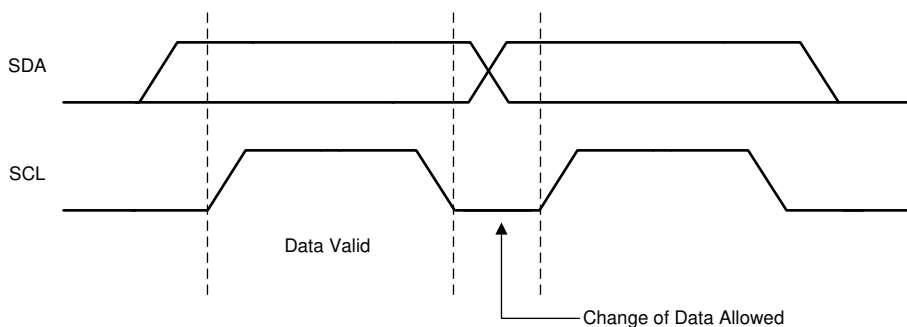 SDA
SCL
Data Valid
Change of Data Allowed